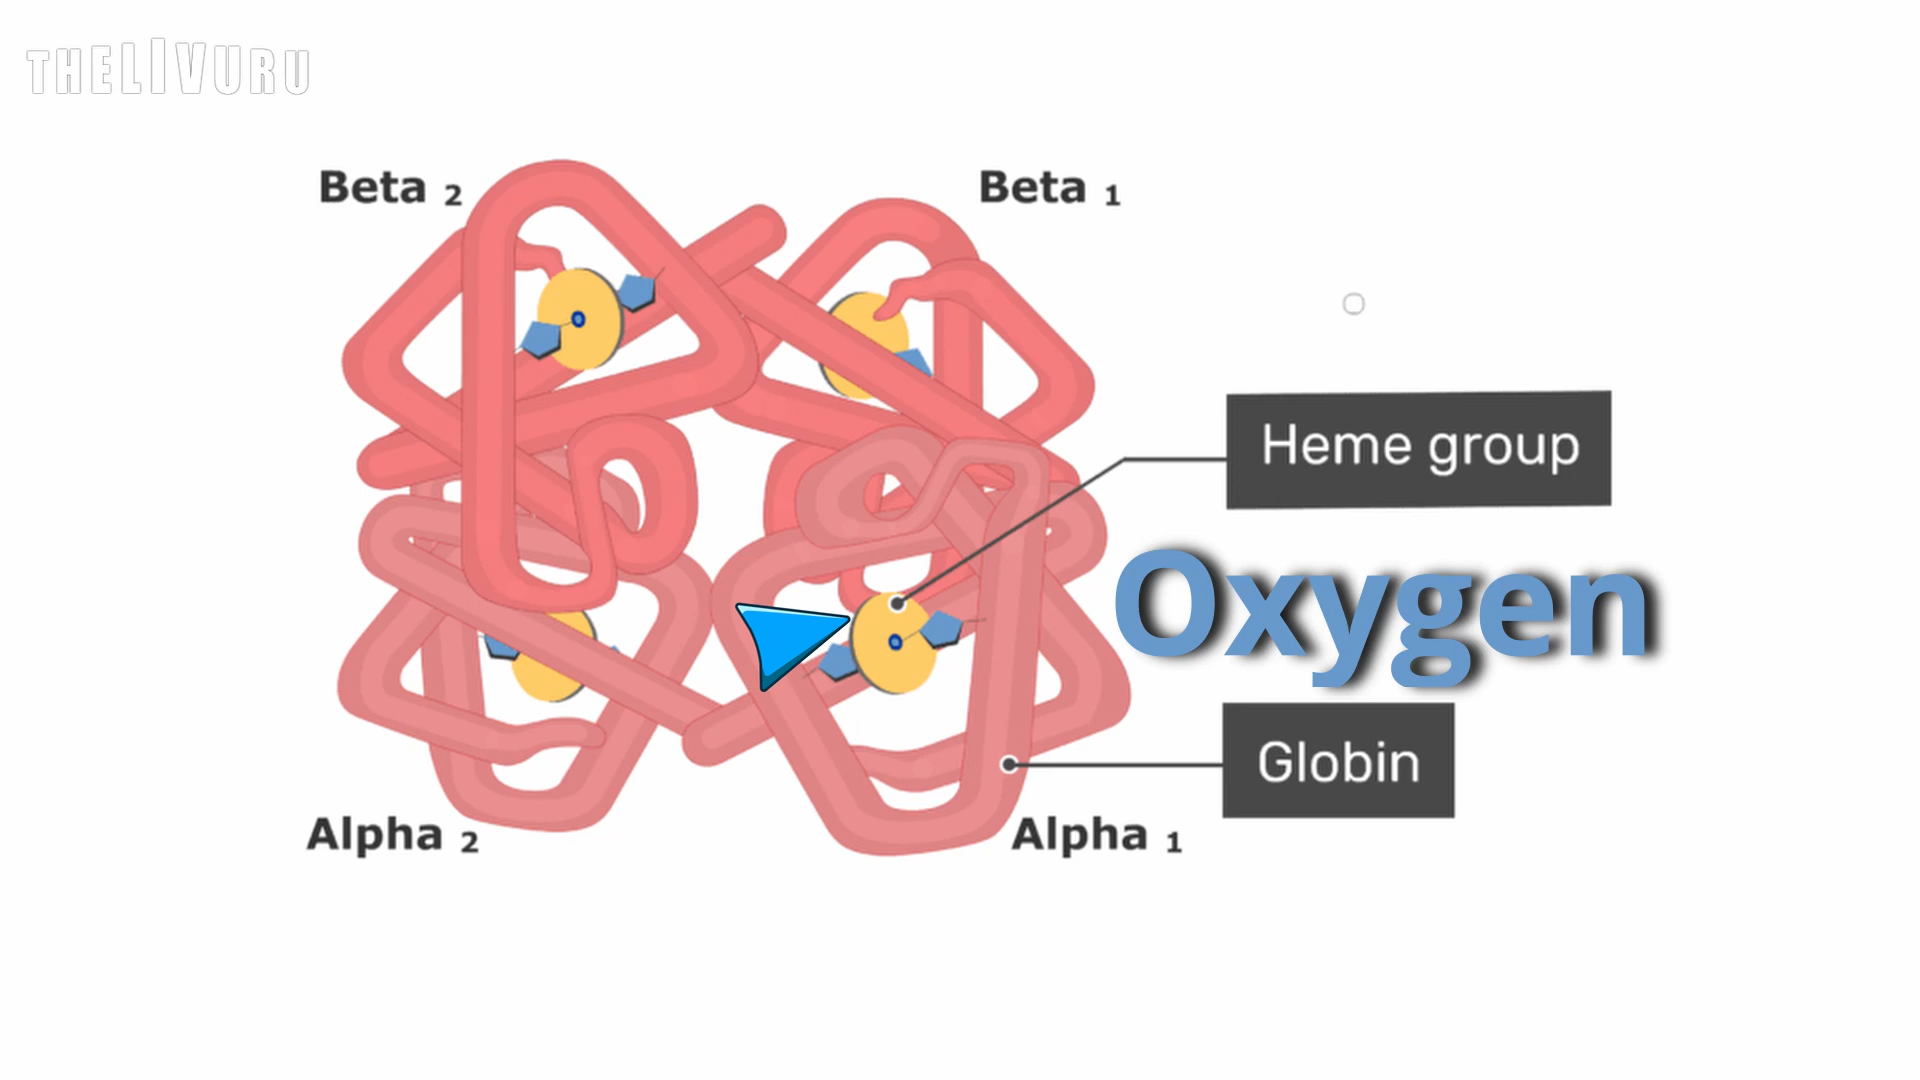 THELIVURU
Beta 2
Beta 1
Heme group
Oxygen
Globin
Alpha 2
Alpha 1